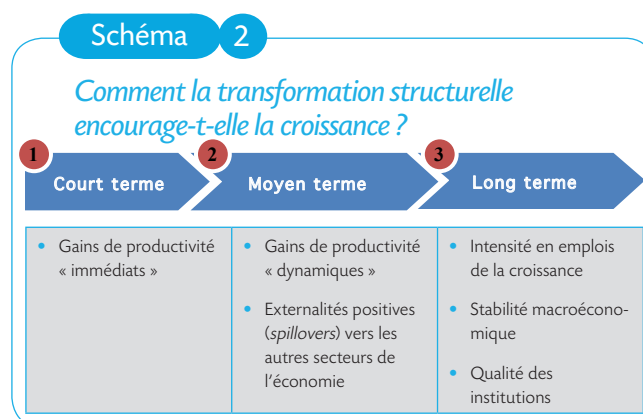 Schéma 2
Comment la transformation structurelle
encourage-t-elle la croissance ?
1 2 3
Court terme Moyen terme Long terme
• Gains de productivité
« immédiats »
• Gains de productivité
« dynamiques »
• Externalités positives
(spillovers) vers les
autres secteurs de
l'économie
• Intensité en emplois
de la croissance
• Stabilité macroécono-
mique
• Qualité des
institutions